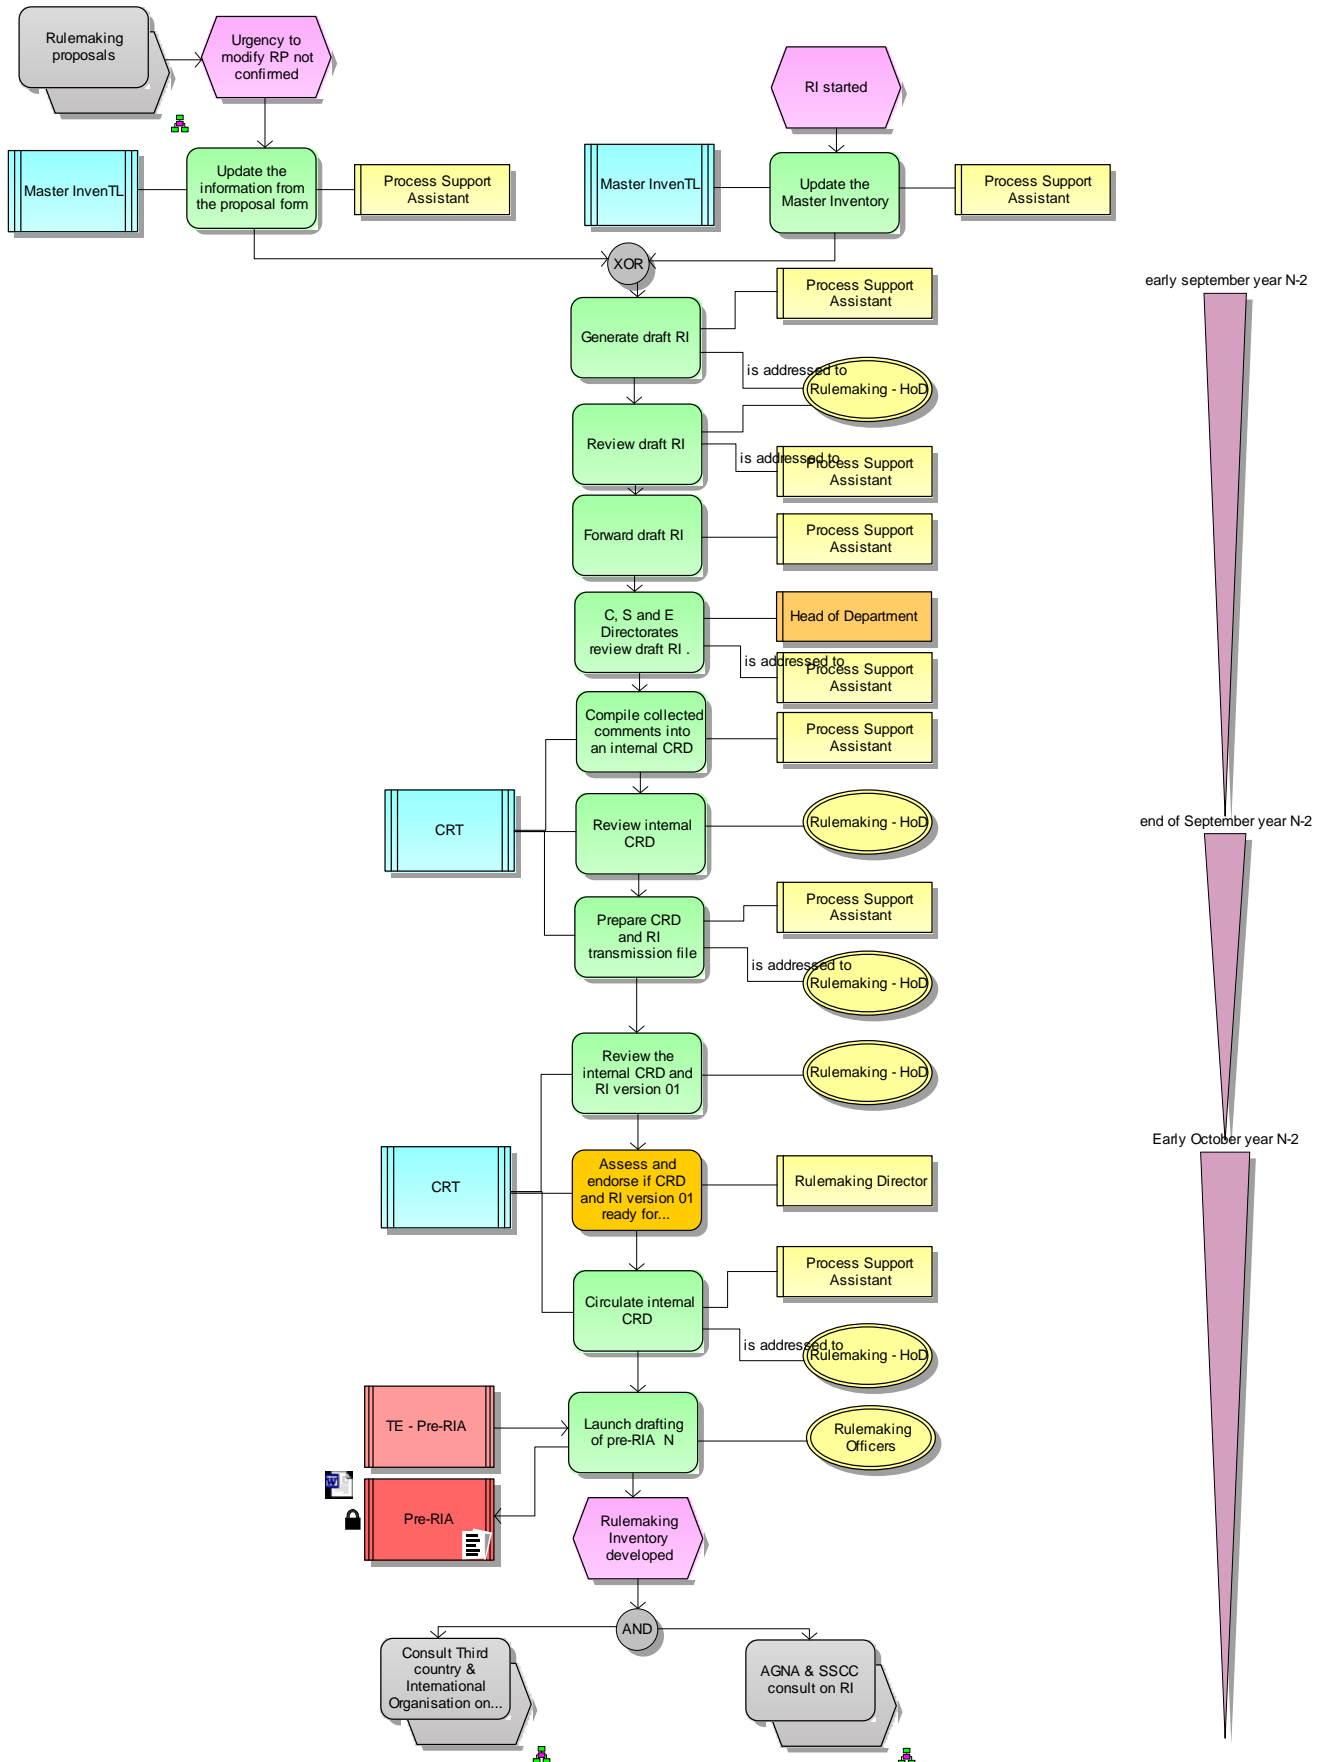 Rulemaking
proposals
Urgency to
modify RP not
confirmed
RI started
Master InvenTL
Update the
information from
the proposal form
Process Support
Assistant
Master InvenTL
Update the
Master Inventory
Process Support
Assistant
XOR
early september year N-2
Generate draft RI
Process Support
Assistant
is addressed to
Rulemaking - HoD
Review draft RI
is addressed to
Process Support
Assistant
Forward draft RI
Process Support
Assistant
C, S and E
Directorates
review draft RI .
Head of Department
is addressed to
Process Support
Assistant
Compile collected
comments into
an internal CRD
Process Support
Assistant
CRT
Review internal
CRD
Rulemaking - HoD
end of September year N-2
Prepare CRD
and RI
transmission file
Process Support
Assistant
is addressed to
Rulemaking - HoD
Review the
internal CRD and
RI version 01
Rulemaking - HoD
Early October year N-2
CRT
Assess and
endorse if CRD
and RI version 01
ready for...
Rulemaking Director
Circulate internal
CRD
Process Support
Assistant
is addressed to
Rulemaking - HoD
TE - Pre-RIA
Launch drafting
of pre-RIA  N
Rulemaking
Officers
W
Pre-RIA
Rulemaking
Inventory
developed
AND
Consult Third
country &
International
Organisation on...
AGNA & SSCC
consult on RI